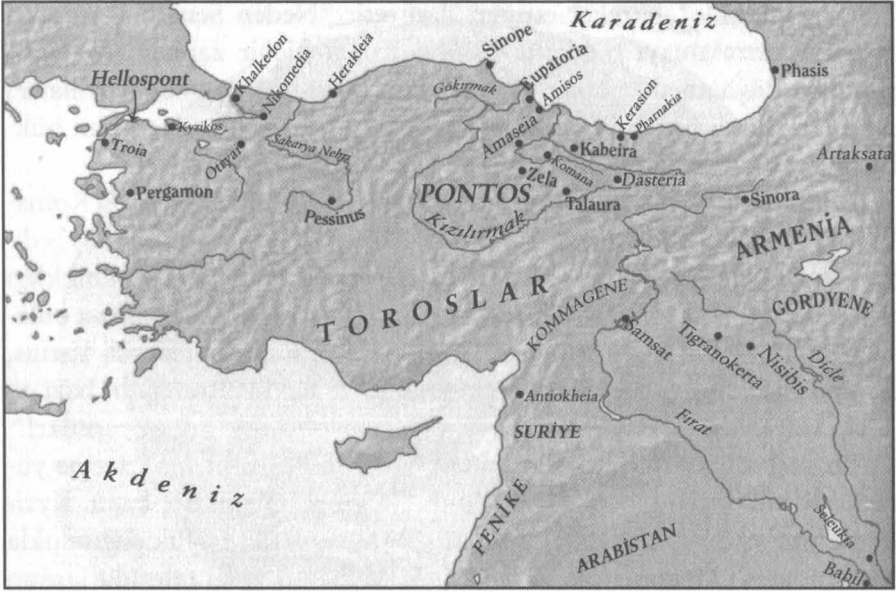 Karadeniz
Hellospont
Khalkedon
Nikomedia
Herakleia
Sinope
Eupatoria
Amisos
Phasis
Gökırmak
Kerasion
Pharnakia
Kyzikos
Troia
Otryai
Sakarya Nehri
Amaseia
Kabeira
Komana
Artaksata
Pergamon
Pessinus
PONTOS
Zela
Dasteria
Talaura
Sinora
Kızılırmak
ARMENİA
TOROSLAR
KOMMAGENE
GORDYENE
Samsat
Tigranokerta
Nisibis
Dicle
Antiokheia
SURİYE
Fırat
Akdeniz
FENİKE
ARABİSTAN
Seleukia
Babil